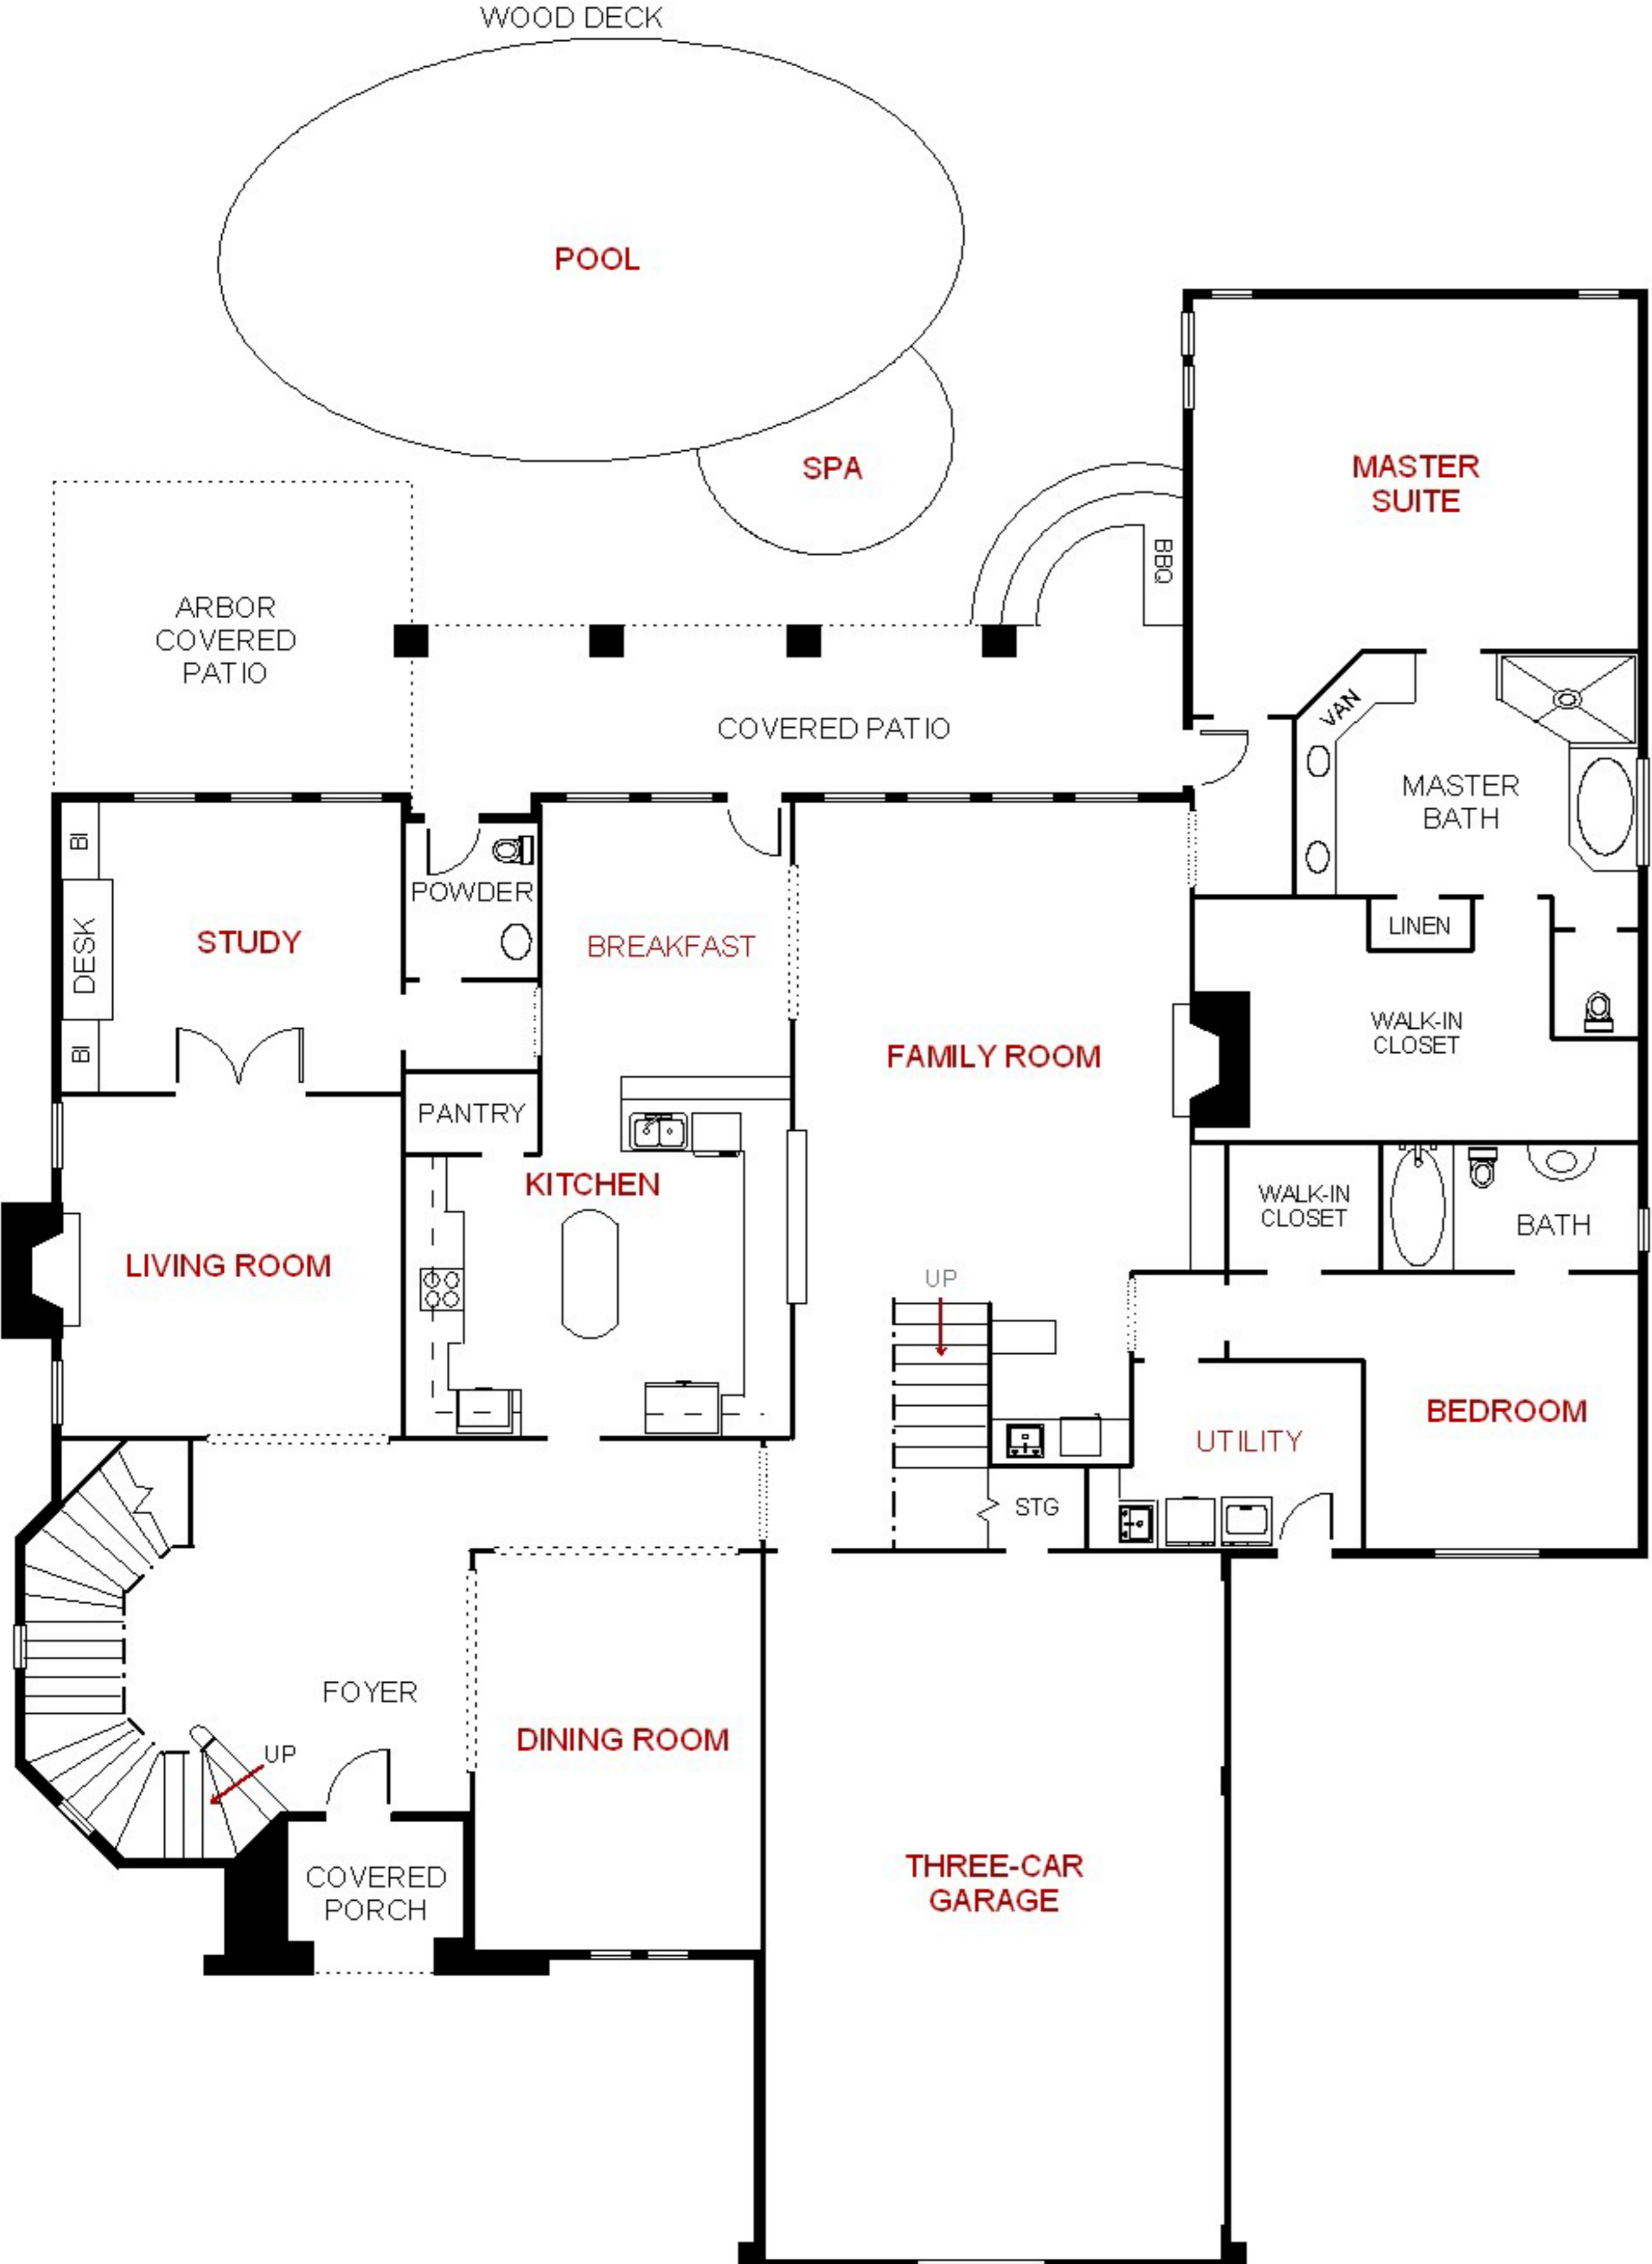 WOOD DECK
POOL
SPA
MASTER
SUITE
BBQ
ARBOR
COVERED
PATIO
COVERED PATIO
VAN
MASTER
BATH
BI
POWDER
DESK
STUDY
BREAKFAST
LINEN
WALK-IN
CLOSET
BI
FAMILY ROOM
PANTRY
KITCHEN
WALK-IN
CLOSET
BATH
LIVING ROOM
UP
BEDROOM
UTILITY
STG
FOYER
UP
DINING ROOM
COVERED
PORCH
THREE-CAR
GARAGE